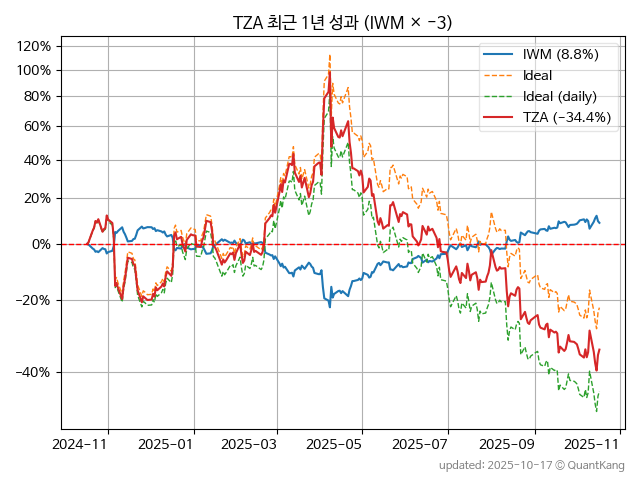 TZA 최근 1년 성과 (IWM × −3)
120%
100%
80%
60%
40%
20%
0%
−20%
−40%
IWM (8.8%)
Ideal
Ideal (daily)
TZA (−34.4%)
2024−11
2025−01
2025−03
2025−05
2025−07
2025−09
2025−11
updated: 2025-10-17 © QuantKang